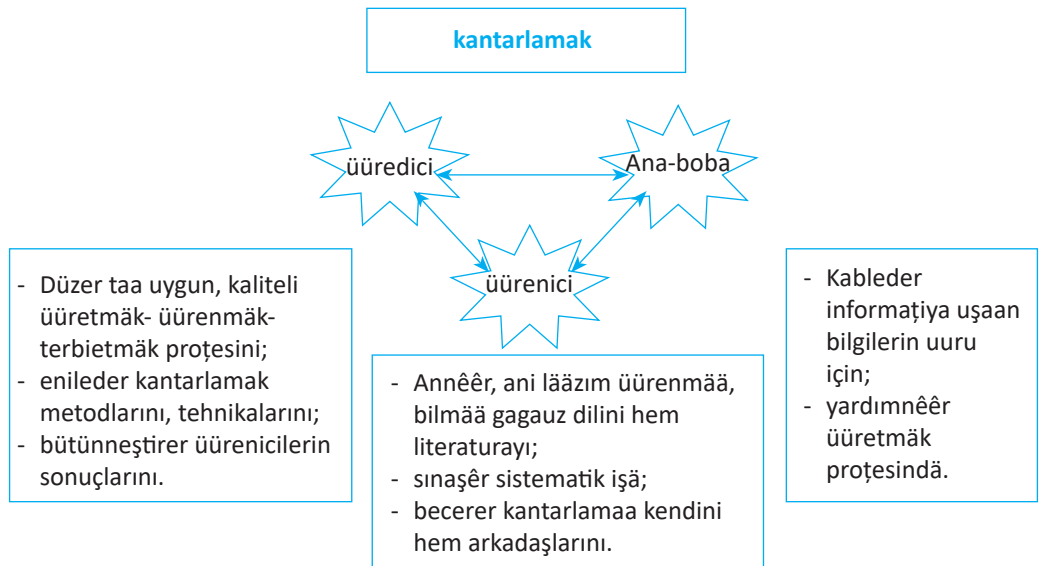 kantarlamak
üüredici
Ana-boba
üürenici
- Düzer taa uygun, kaliteli
üüretmäk- üürenmäk-
terbietmäk proțesini;
- enileder kantarlamak
metodlarını, tehnikalarını;
- bütünneştirer üürenicilerin
sonuçlarını.
- Annêêr, ani lääzım üürenmää,
bilmää gagauz dilini hem
literaturayı;
- sınaşêr sistematik işä;
- becerer kantarlamaa kendini
hem arkadaşlarını.
- Kableder
informațiya uşaan
bilgilerin uuru
için;
- yardımnêêr
üüretmäk
proțesindä.